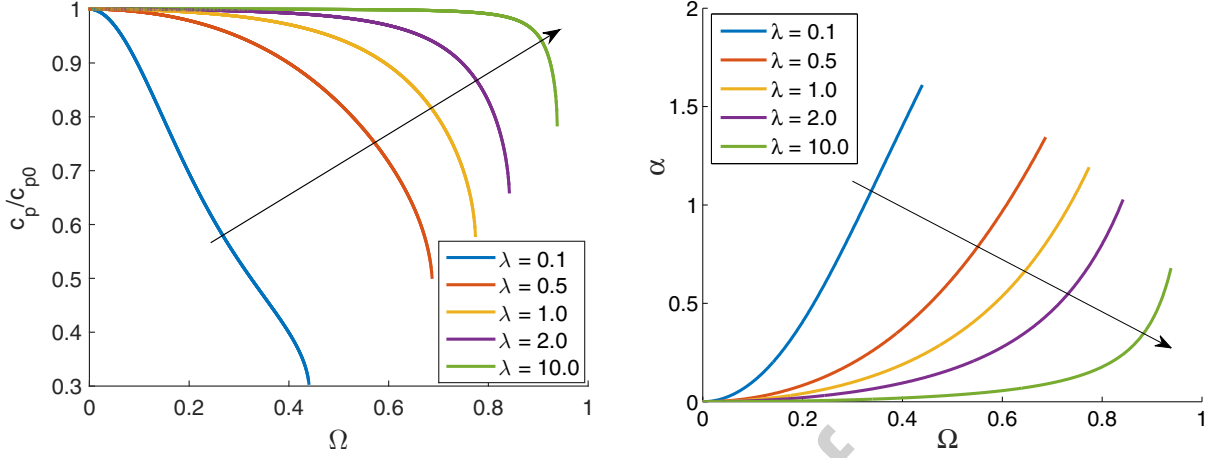 1
0.9
0.8
0.7
0.6
0.5
0.4
0.3
c_p/c_p0
0 0.2 0.4 0.6 0.8 1
Ω
λ = 0.1
λ = 0.5
λ = 1.0
λ = 2.0
λ = 10.0
2
1.5
1
0.5
0
α
0 0.2 0.4 0.6 0.8 1
Ω
λ = 0.1
λ = 0.5
λ = 1.0
λ = 2.0
λ = 10.0